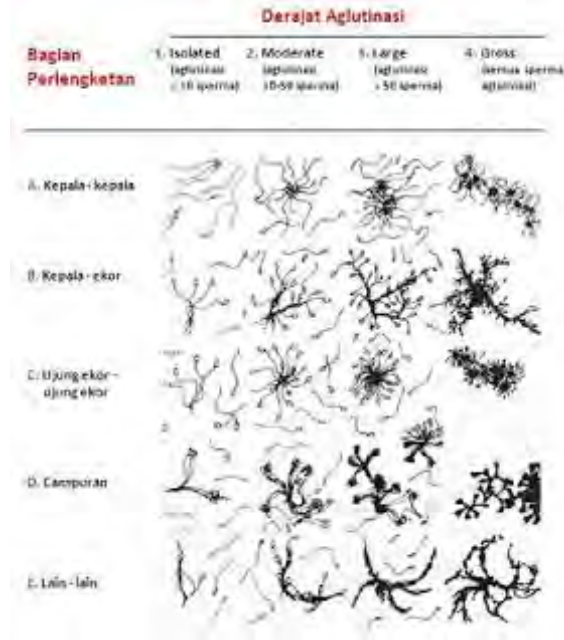 Derajat Aglutinasi
Bagian
Perlengketan
1. Isolated
(aglutinasi
< 10 sperma)
2. Moderate
(aglutinasi
10-50 sperma)
3. Large
(aglutinasi
> 50 sperma)
4. Gross
(semua sperma
aglutinasi)
A. Kepala - kepala
B. Kepala - ekor
C. Ujung ekor -
ujung ekor
D. Campuran
E. Lain - lain